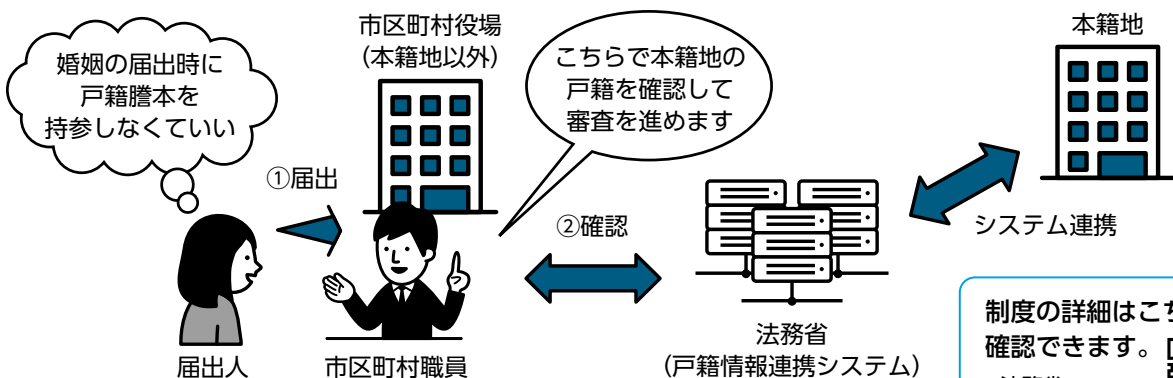 婚姻の届出時に
戸籍謄本を
持参しなくていい
①届出
届出人
市区町村役場
（本籍地以外）
市区町村職員
こちらで本籍地の
戸籍を確認して
審査を進めます
②確認
法務省
（戸籍情報連携システム）
システム連携
本籍地
制度の詳細はこ
確認できます。